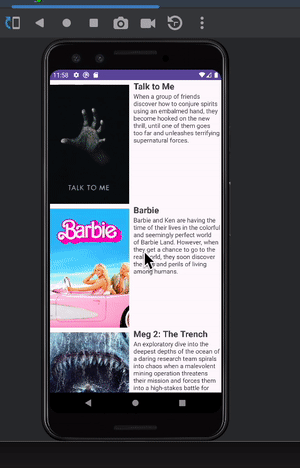 11:58
Talk to Me
When a group of friends
discover how to conjure spirits
using an embalmed hand, they
become hooked on the new
thrill, until one of them goes
too far and unleashes terrifying
supernatural forces.
TALK TO ME
Barbie
Barbie and Ken are having the
time of their lives in the colorful
and seemingly perfect world
of Barbie Land. However, when
they get a chance to go to the
real world, they soon discover
the and perils of living
among humans.
Barbie
Meg 2: The Trench
An exploratory dive into the
deepest depths of the ocean of
a daring research team spirals
into chaos when a malevolent
mining operation threatens
their mission and forces them
into a high-stakes battle for